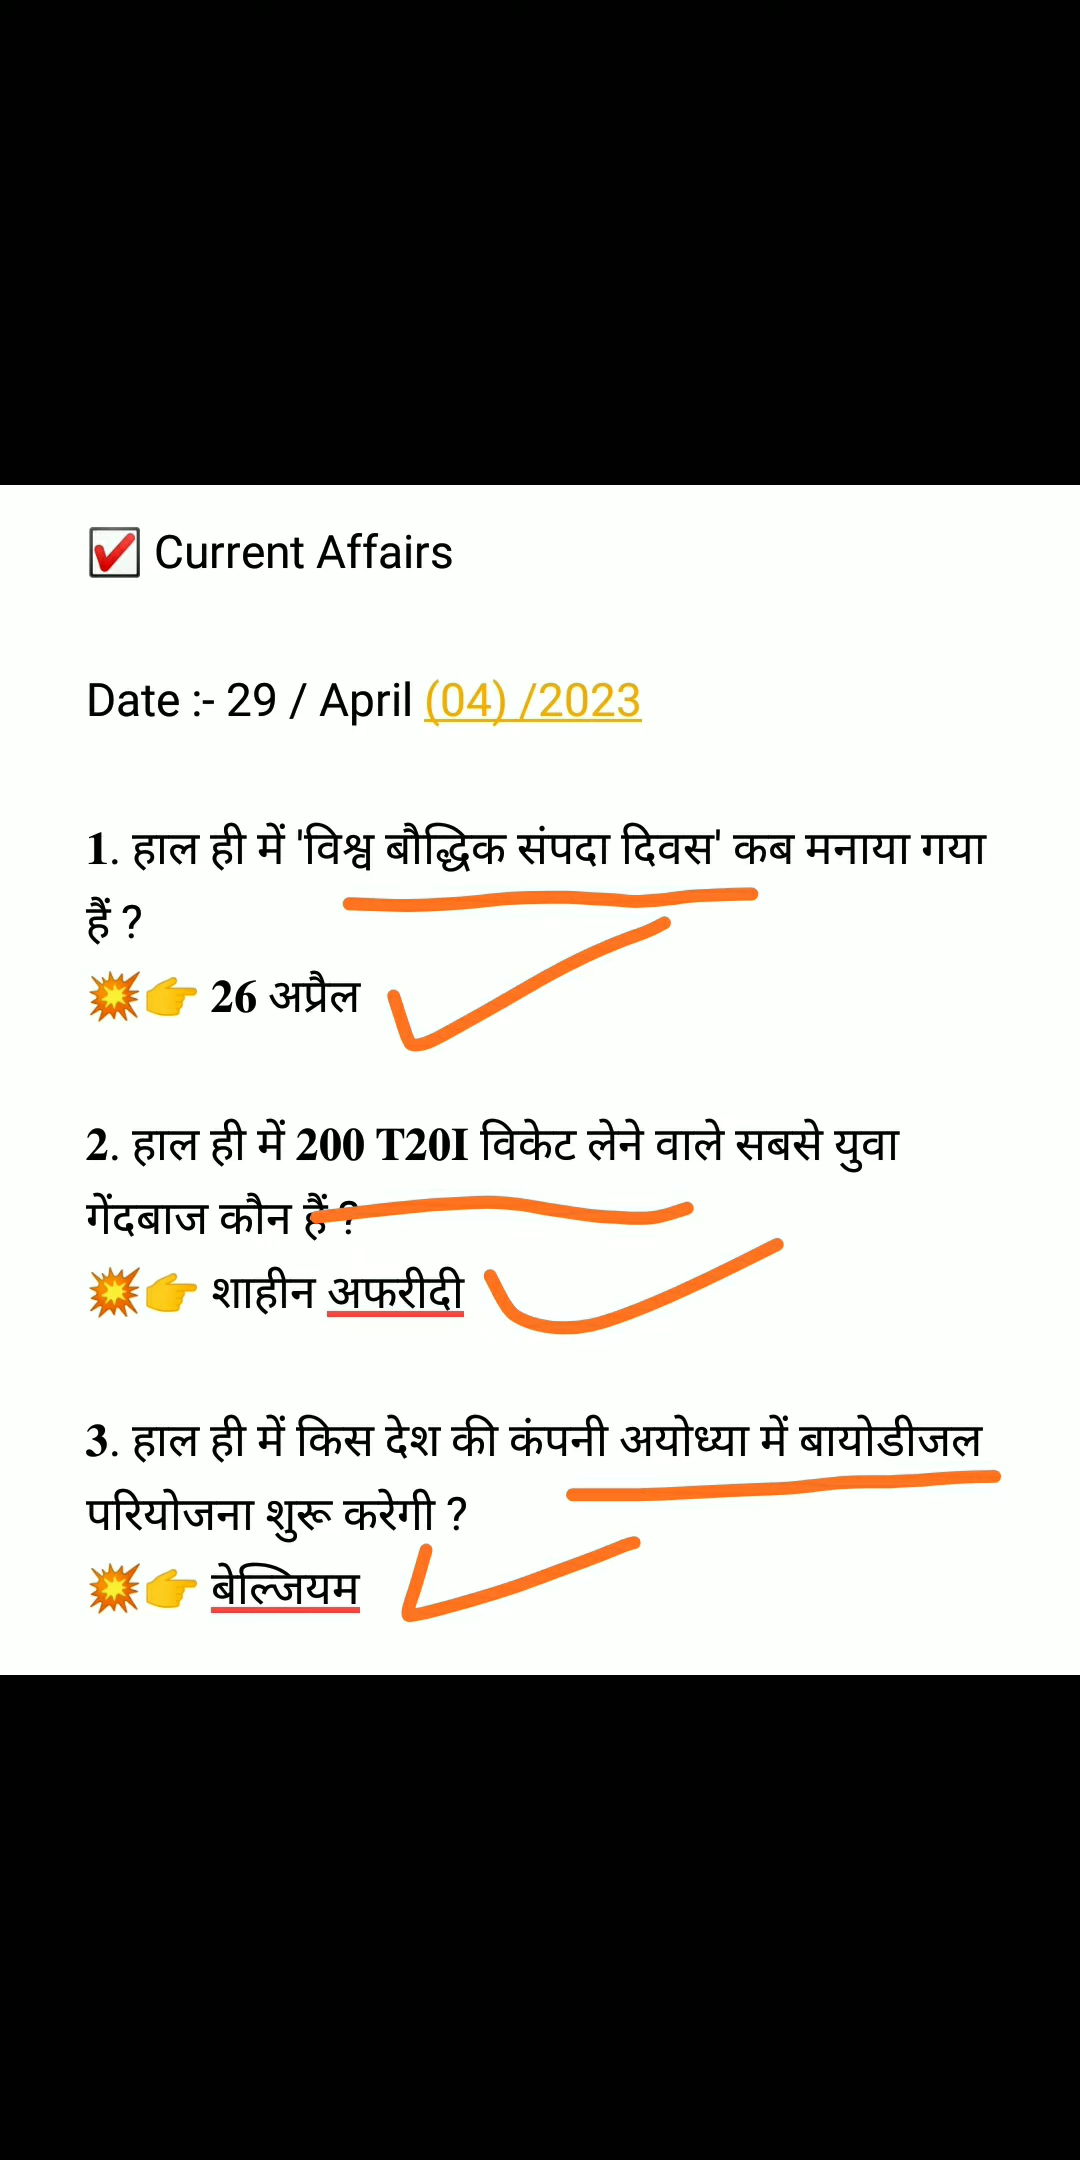 ☑ Current Affairs
Date :- 29 / April (04) /2023
1. हाल ही में 'विश्व बौद्धिक संपदा दिवस' कब मनाया गया
हैं ?
💥👉 26 अप्रैल
2. हाल ही में 200 T20I विकेट लेने वाले सबसे युवा
गेंदबाज कौन हैं ?
💥👉 शाहीन अफरीदी
3. हाल ही में किस देश की कंपनी अयोध्या में बायोडीजल
परियोजना शुरू करेगी ?
💥👉 बेल्जियम